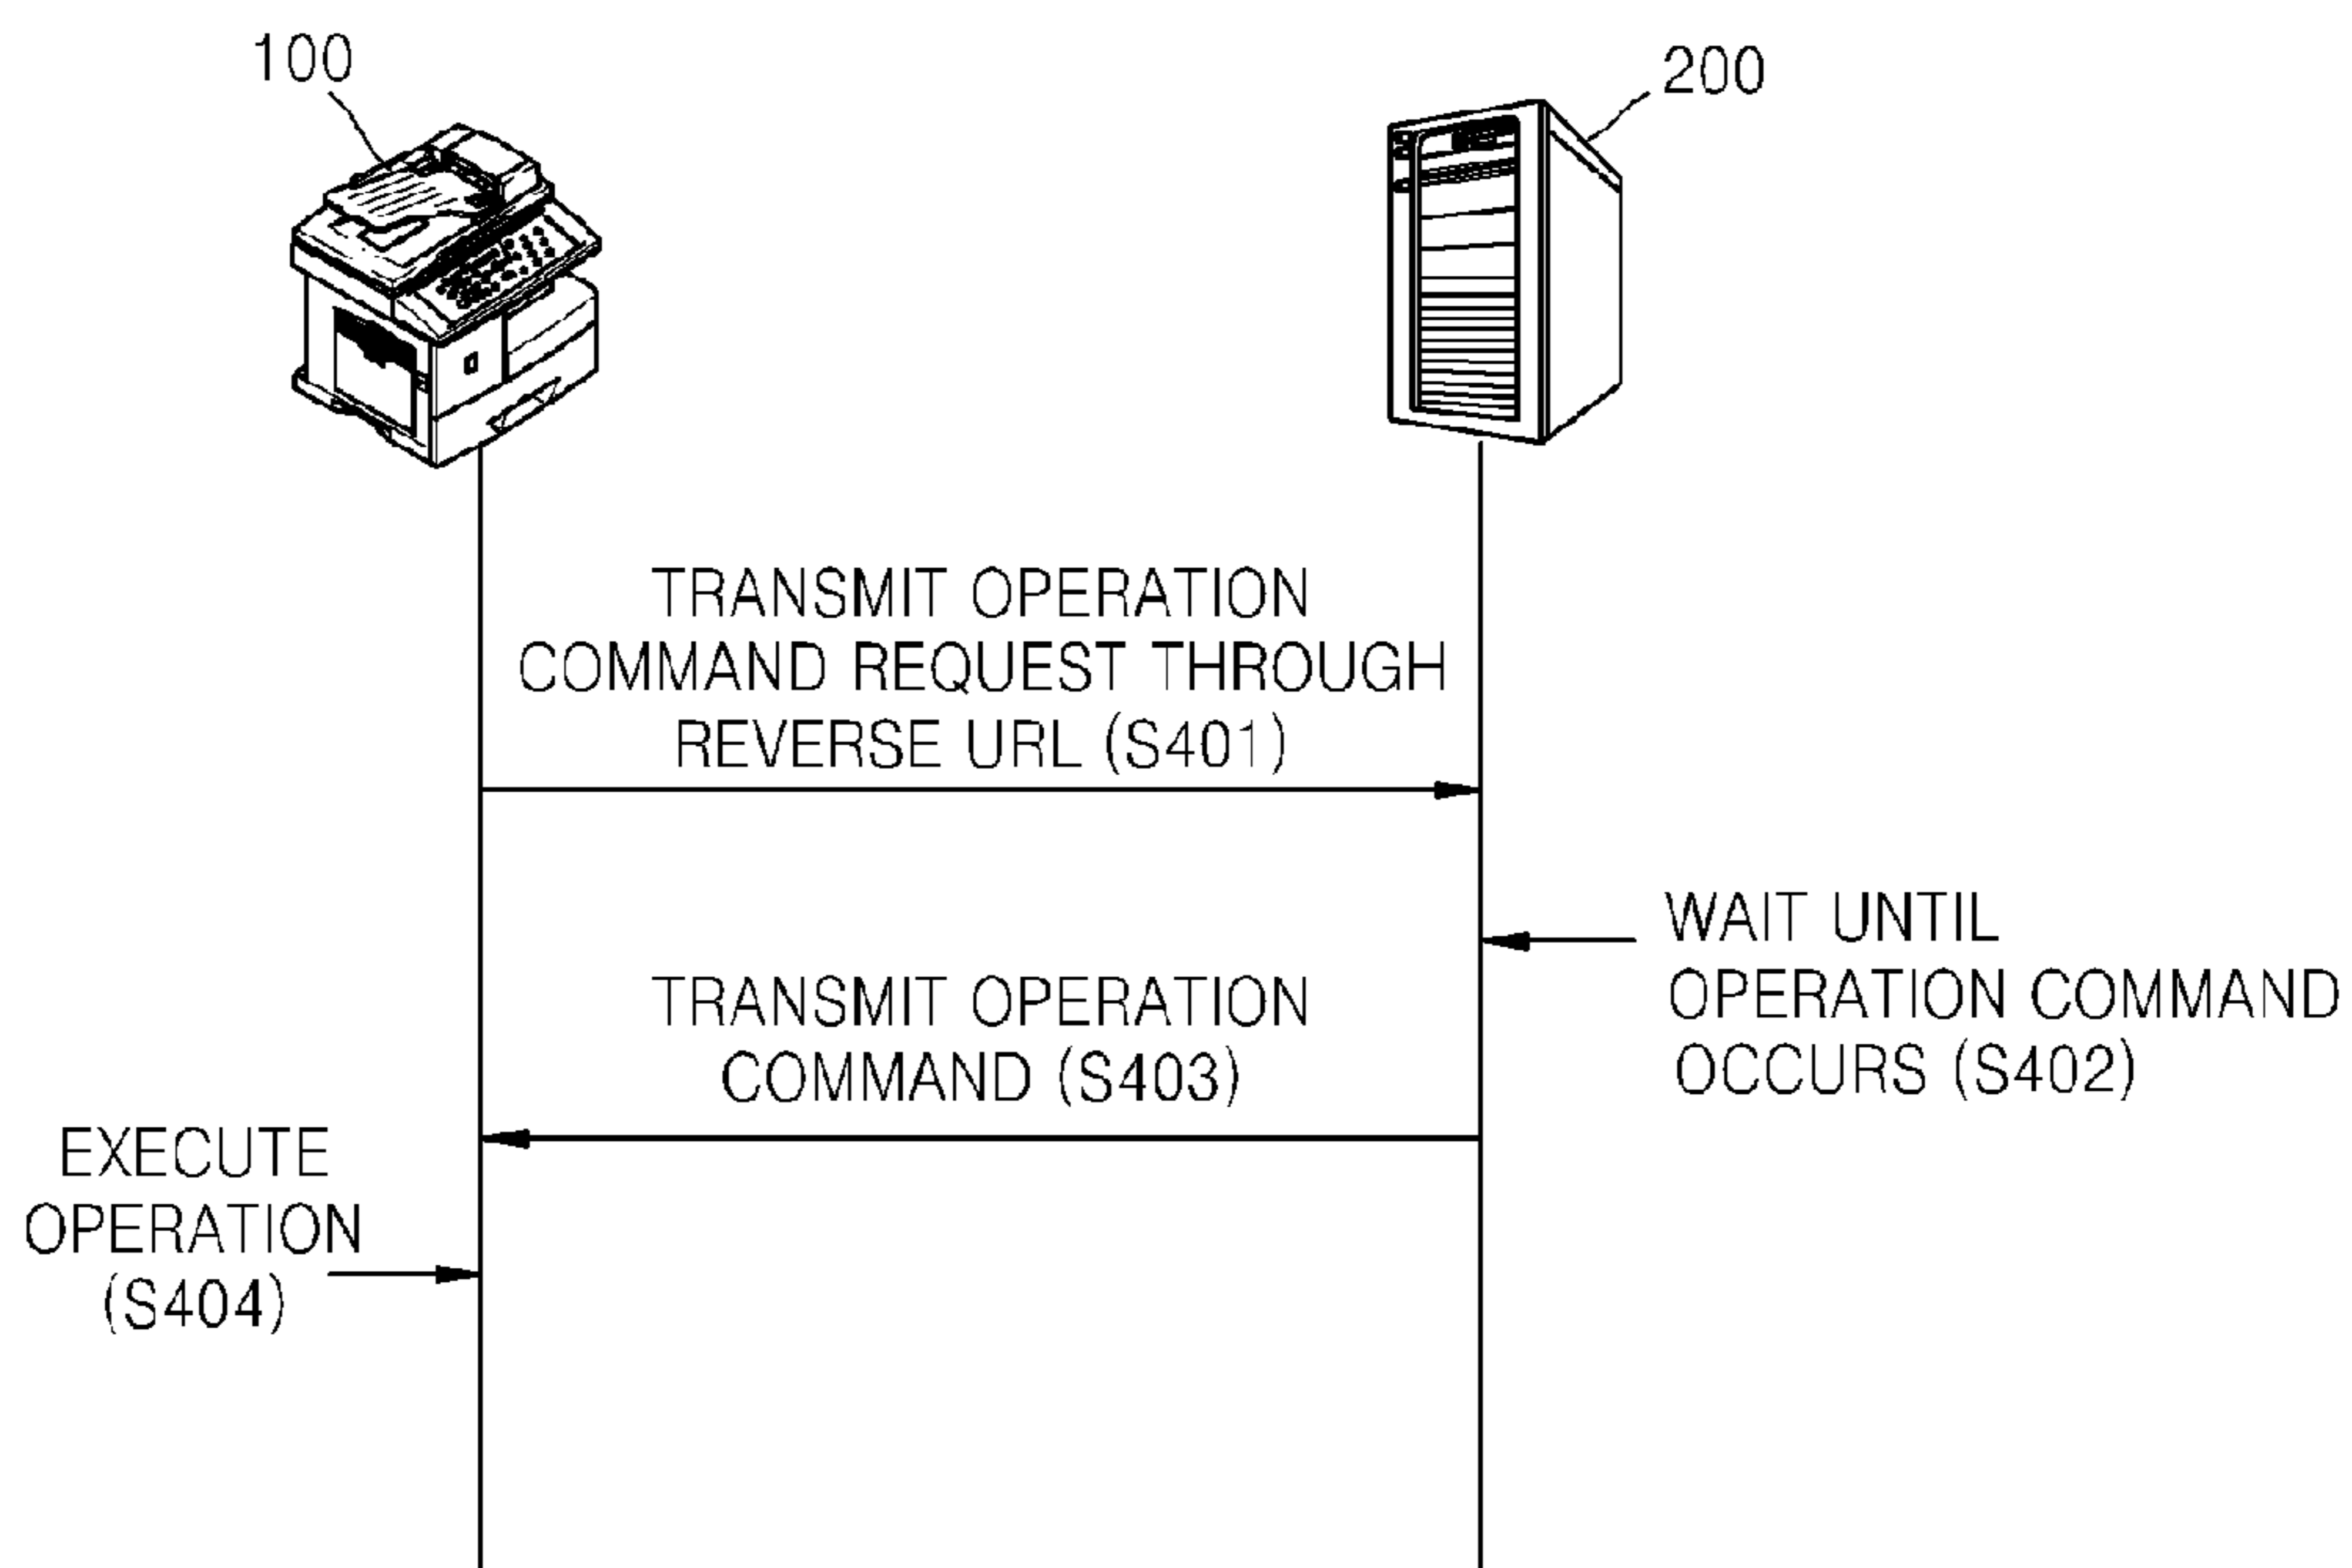 100
200
TRANSMIT OPERATION
COMMAND REQUEST THROUGH
REVERSE URL (S401)
WAIT UNTIL
OPERATION COMMAND
OCCURS (S402)
TRANSMIT OPERATION
COMMAND (S403)
EXECUTE
OPERATION
(S404)